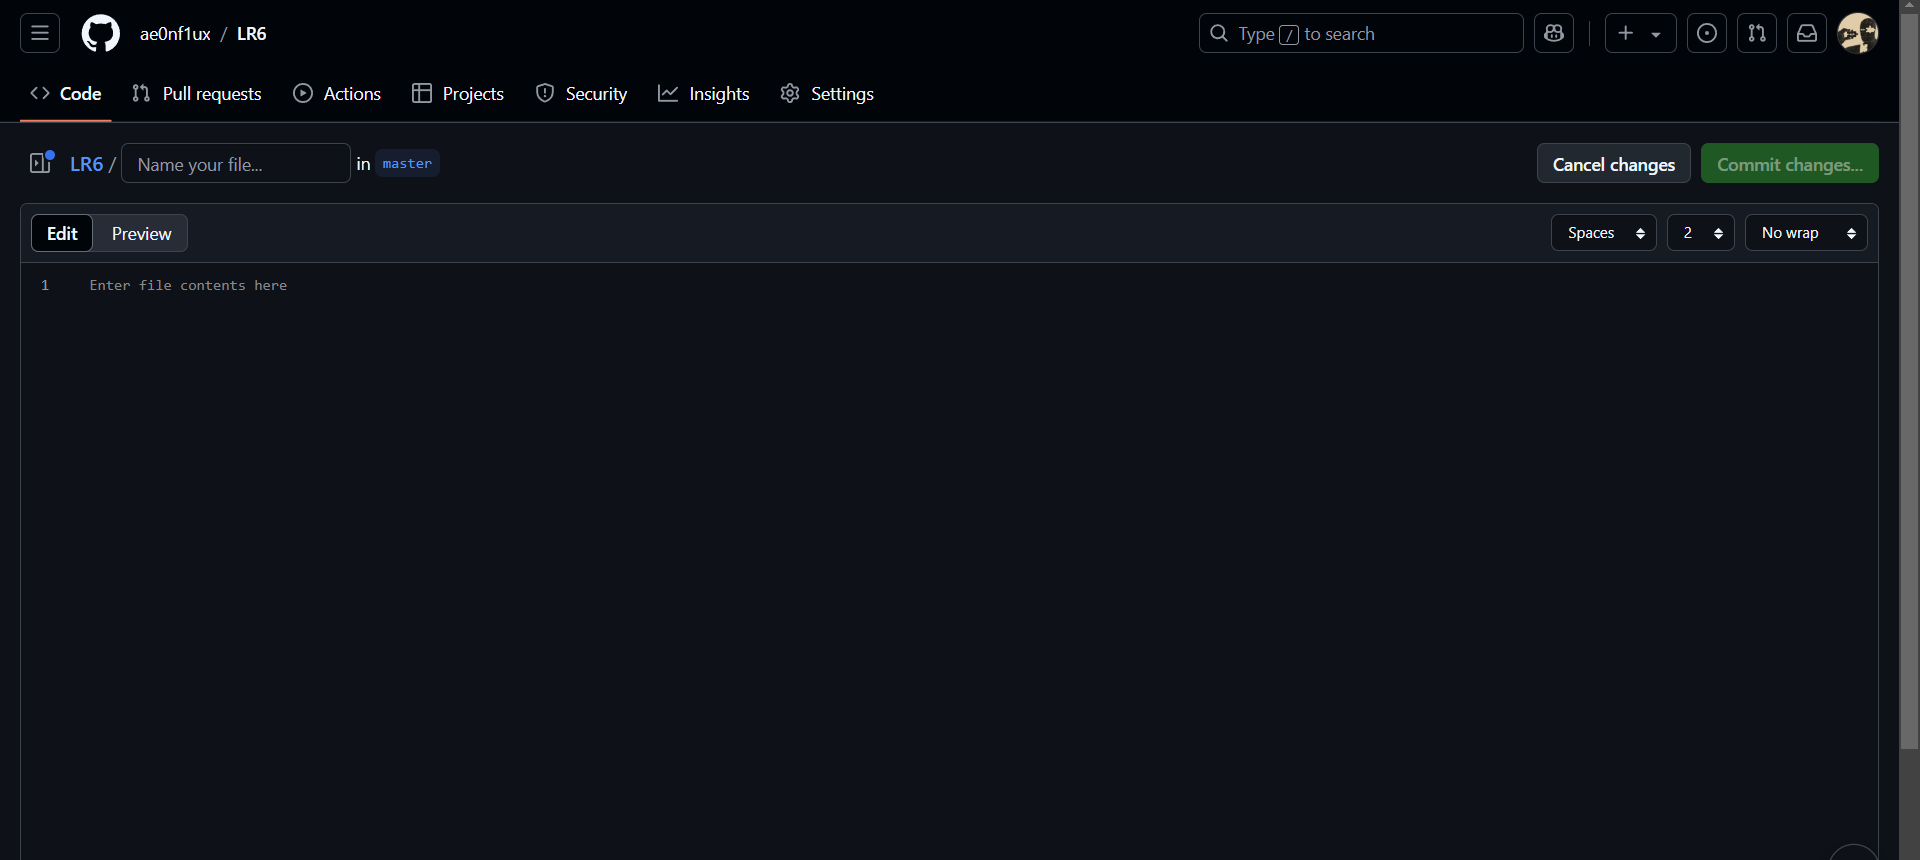 ae0nf1ux / LR6
Type / to search
Code Pull requests Actions Projects Security Insights Settings
LR6 / Name your file... in master Cancel changes Commit changes...
Edit Preview Spaces 2 No wrap
1 Enter file contents here